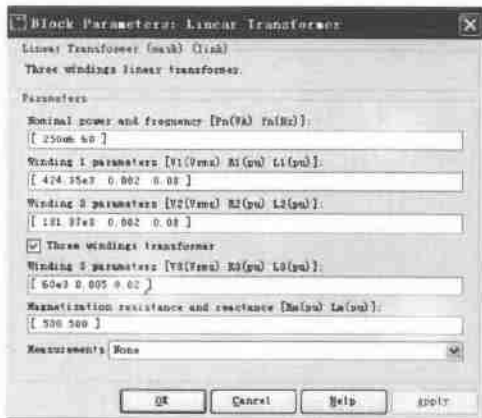 Block Parameters: Linear Transformer
Linear Transformer (mask) (link)
Three windings linear transformer.
Parameters
Nominal power and frequency [Pn(VA) fn(Hz)]:
[ 250e6 60 ]
Winding 1 parameters [V1(Vrms) R1(pu) L1(pu)]:
[ 424.35e3 0.002 0.08 ]
Winding 2 parameters [V2(Vrms) R2(pu) L2(pu)]:
[ 181.87e3 0.002 0.08 ]
Three windings transformer
Winding 3 parameters [V3(Vrms) R3(pu) L3(pu)]:
[ 60e3 0.005 0.02 ]
Magnetization resistance and reactance [Rm(pu) Lm(pu)]:
[ 500 500 ]
Measurements None
OK Cancel Help Apply